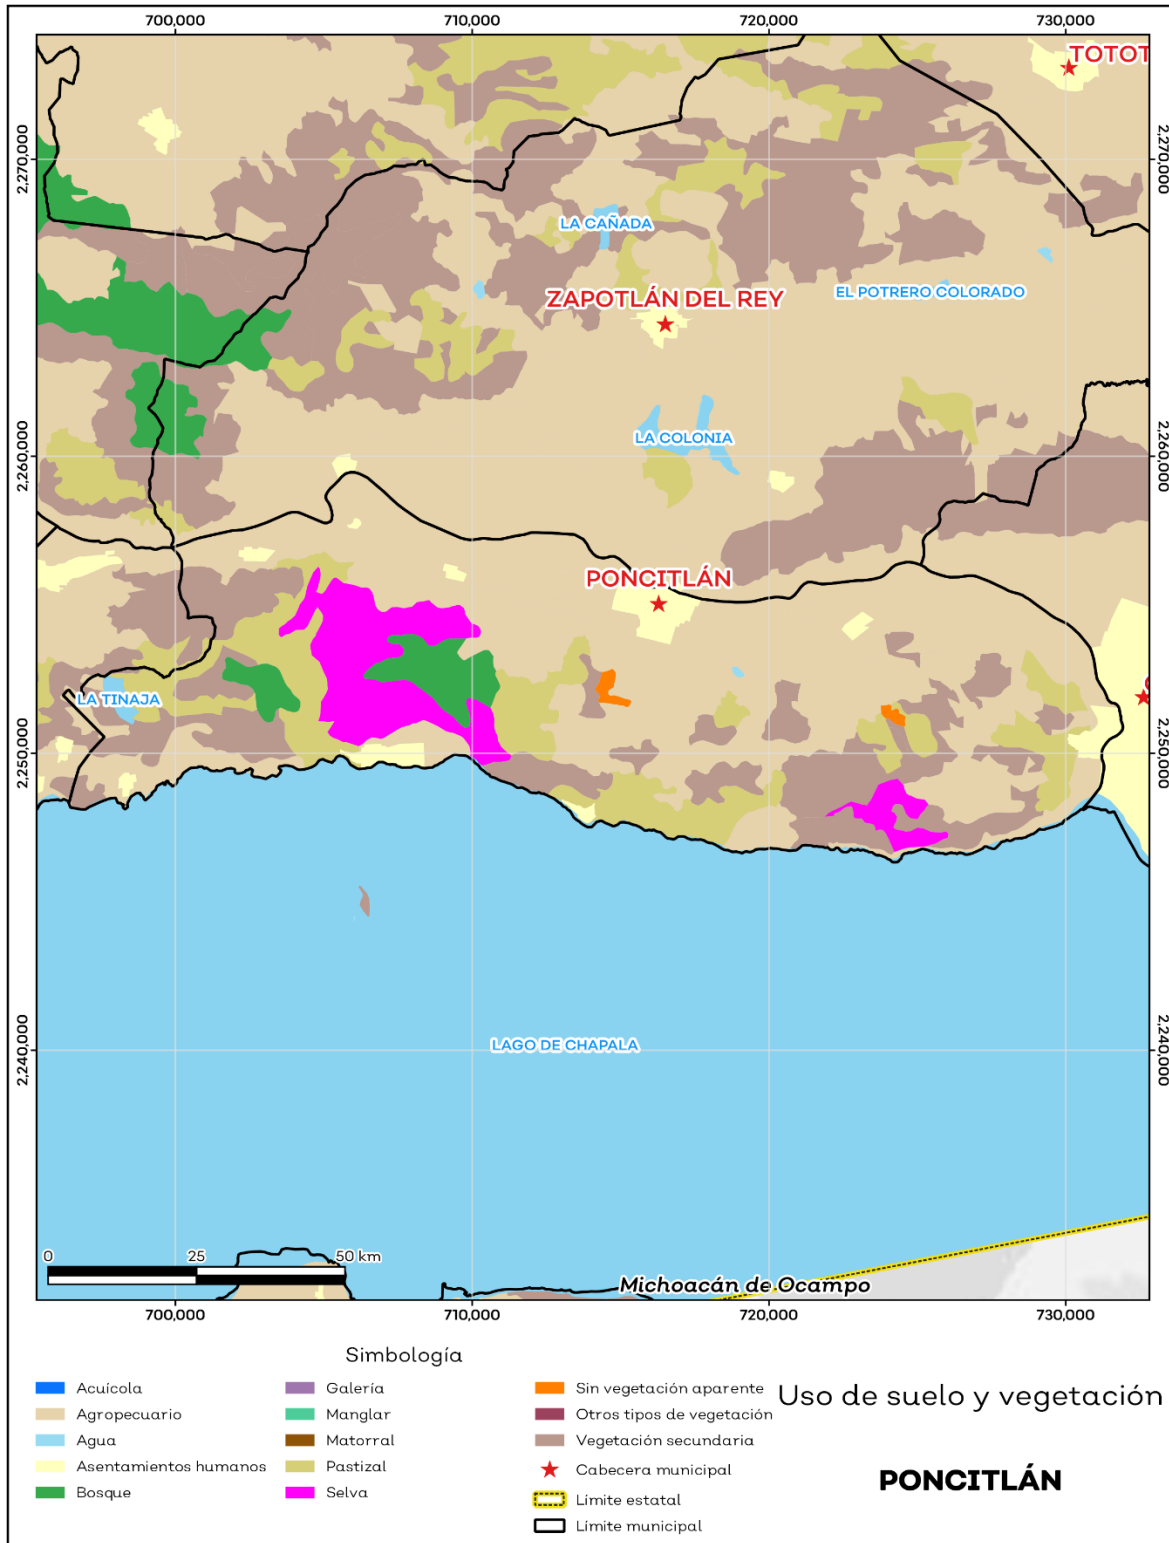 700,000
710,000
720,000
730,000
TOTOT
2,270,000
2,270,000
LA CAÑADA
EL POTRERO COLORADO
ZAPOTLÁN DEL REY
LA COLONIA
2,260,000
2,260,000
PONCITLÁN
LA TINAJA
2,250,000
2,250,000
LAGO DE CHAPALA
2,240,000
2,240,000
0
25
50 km
Michoacán de Ocampo
700,000
710,000
720,000
730,000
Simbología
Acuícola
Agropecuario
Agua
Asentamientos humanos
Bosque
Galería
Manglar
Matorral
Pastizal
Selva
Sin vegetación aparente
Otros tipos de vegetación
Vegetación secundaria
Cabecera municipal
Límite estatal
Límite municipal
Uso de suelo y vegetación
PONCITLÁN